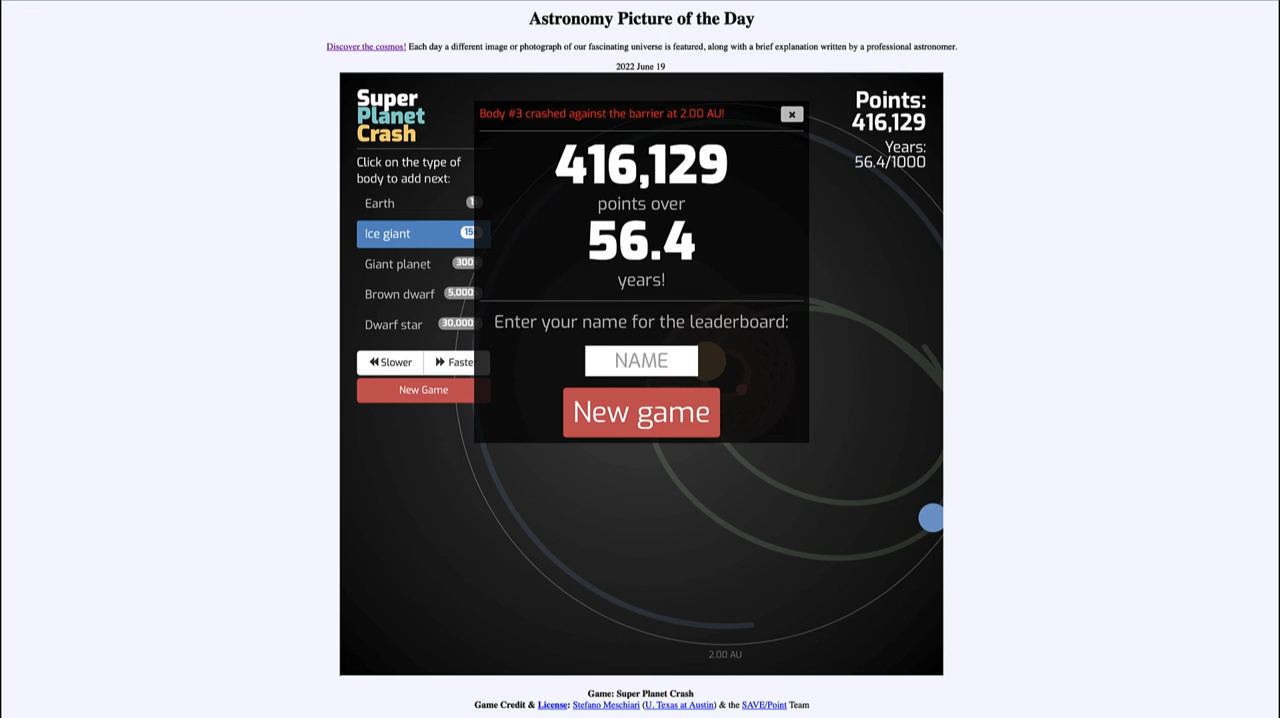 Astronomy Picture of the Day
Discover the cosmos! Each day a different image or photograph of our fascinating universe is featured, along with a brief explanation written by a professional astronomer.
2022 June 19
Super
Planet
Crash
Click on the type of
body to add next:
Earth 1
Ice giant 15
Giant planet 300
Brown dwarf 5,000
Dwarf star 30,000
Slower Faste
New Game
Body #3 crashed against the barrier at 2.00 AU!
×
416,129
points over
56.4
years!
Enter your name for the leaderboard:
NAME
New game
Points:
416,129
Years:
56.4/1000
2.00 AU
Game: Super Planet Crash
Game Credit & License: Stefano Meschiari (U. Texas at Austin) & the SAVE/Point Team